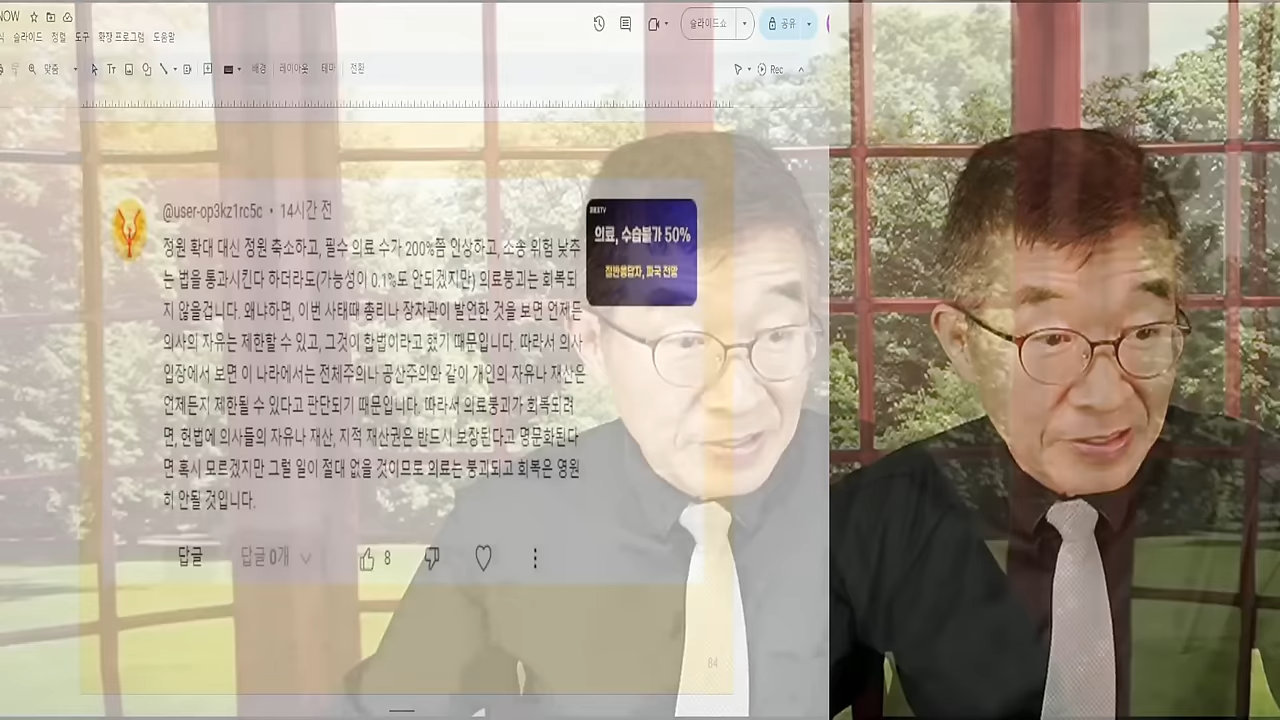 NOW
슬라이드 정렬 도구 확장 프로그램 도움말
슬라이드쇼
공유
맞춤
Tr
배경
레이아웃
테마
전환
Rec
@user-op3kz1rc5c • 14시간 전
정원 확대 대신 정원 축소하고, 필수 의료 수가 200%쯤 인상하고, 소송 위험 낮추
는 법을 통과시킨다 하더라도(가능성이 0.1%도 안되겠지만) 의료붕괴는 회복되
지 않을겁니다. 왜냐하면, 이번 사태때 총리나 장차관이 발언한 것을 보면 언제든
의사의 자유는 제한할 수 있고, 그것이 합법이라고 했기 때문입니다. 따라서 의사
입장에서 보면 이 나라에서는 전체주의나 공산주의와 같이 개인의 자유나 재산은
언제든지 제한될 수 있다고 판단되기 때문입니다. 따라서 의료붕괴가 회복되려
면, 헌법에 의사들의 자유나 재산, 지적 재산권은 반드시 보장된다고 명문화된다
면 혹시 모르겠지만 그럴 일이 절대 없을 것이므로 의료는 붕괴되고 회복은 영원
히 안될 것입니다.
답글
답글 0개
8
의료, 수습불가 50%
절반응답자, 파국 전망
84